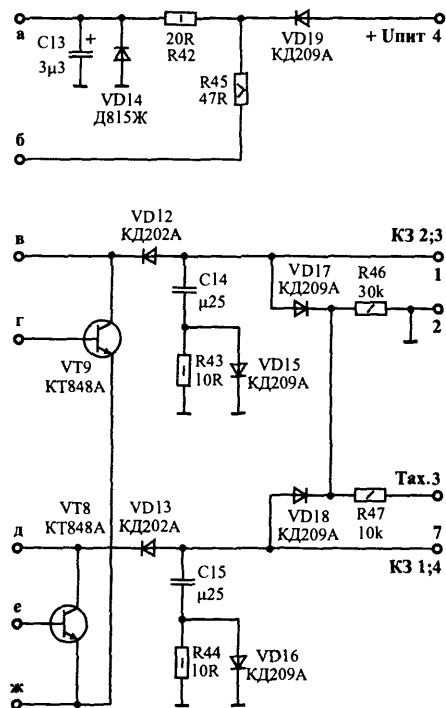 а
C13
+
3µ3
VD14
Д815Ж
20R
R42
R45
47R
VD19
КД209А
+ Uпит 4
б
в
VD12
КД202А
КЗ 2;3
1
C14
µ25
VD17
КД209А
R46
30k
2
г
VT9
КТ848А
R43
10R
VD15
КД209А
Тах.3
VT8
КТ848А
VD13
КД202А
VD18
КД209А
R47
10k
7
д
КЗ 1;4
C15
µ25
е
R44
10R
VD16
КД209А
ж